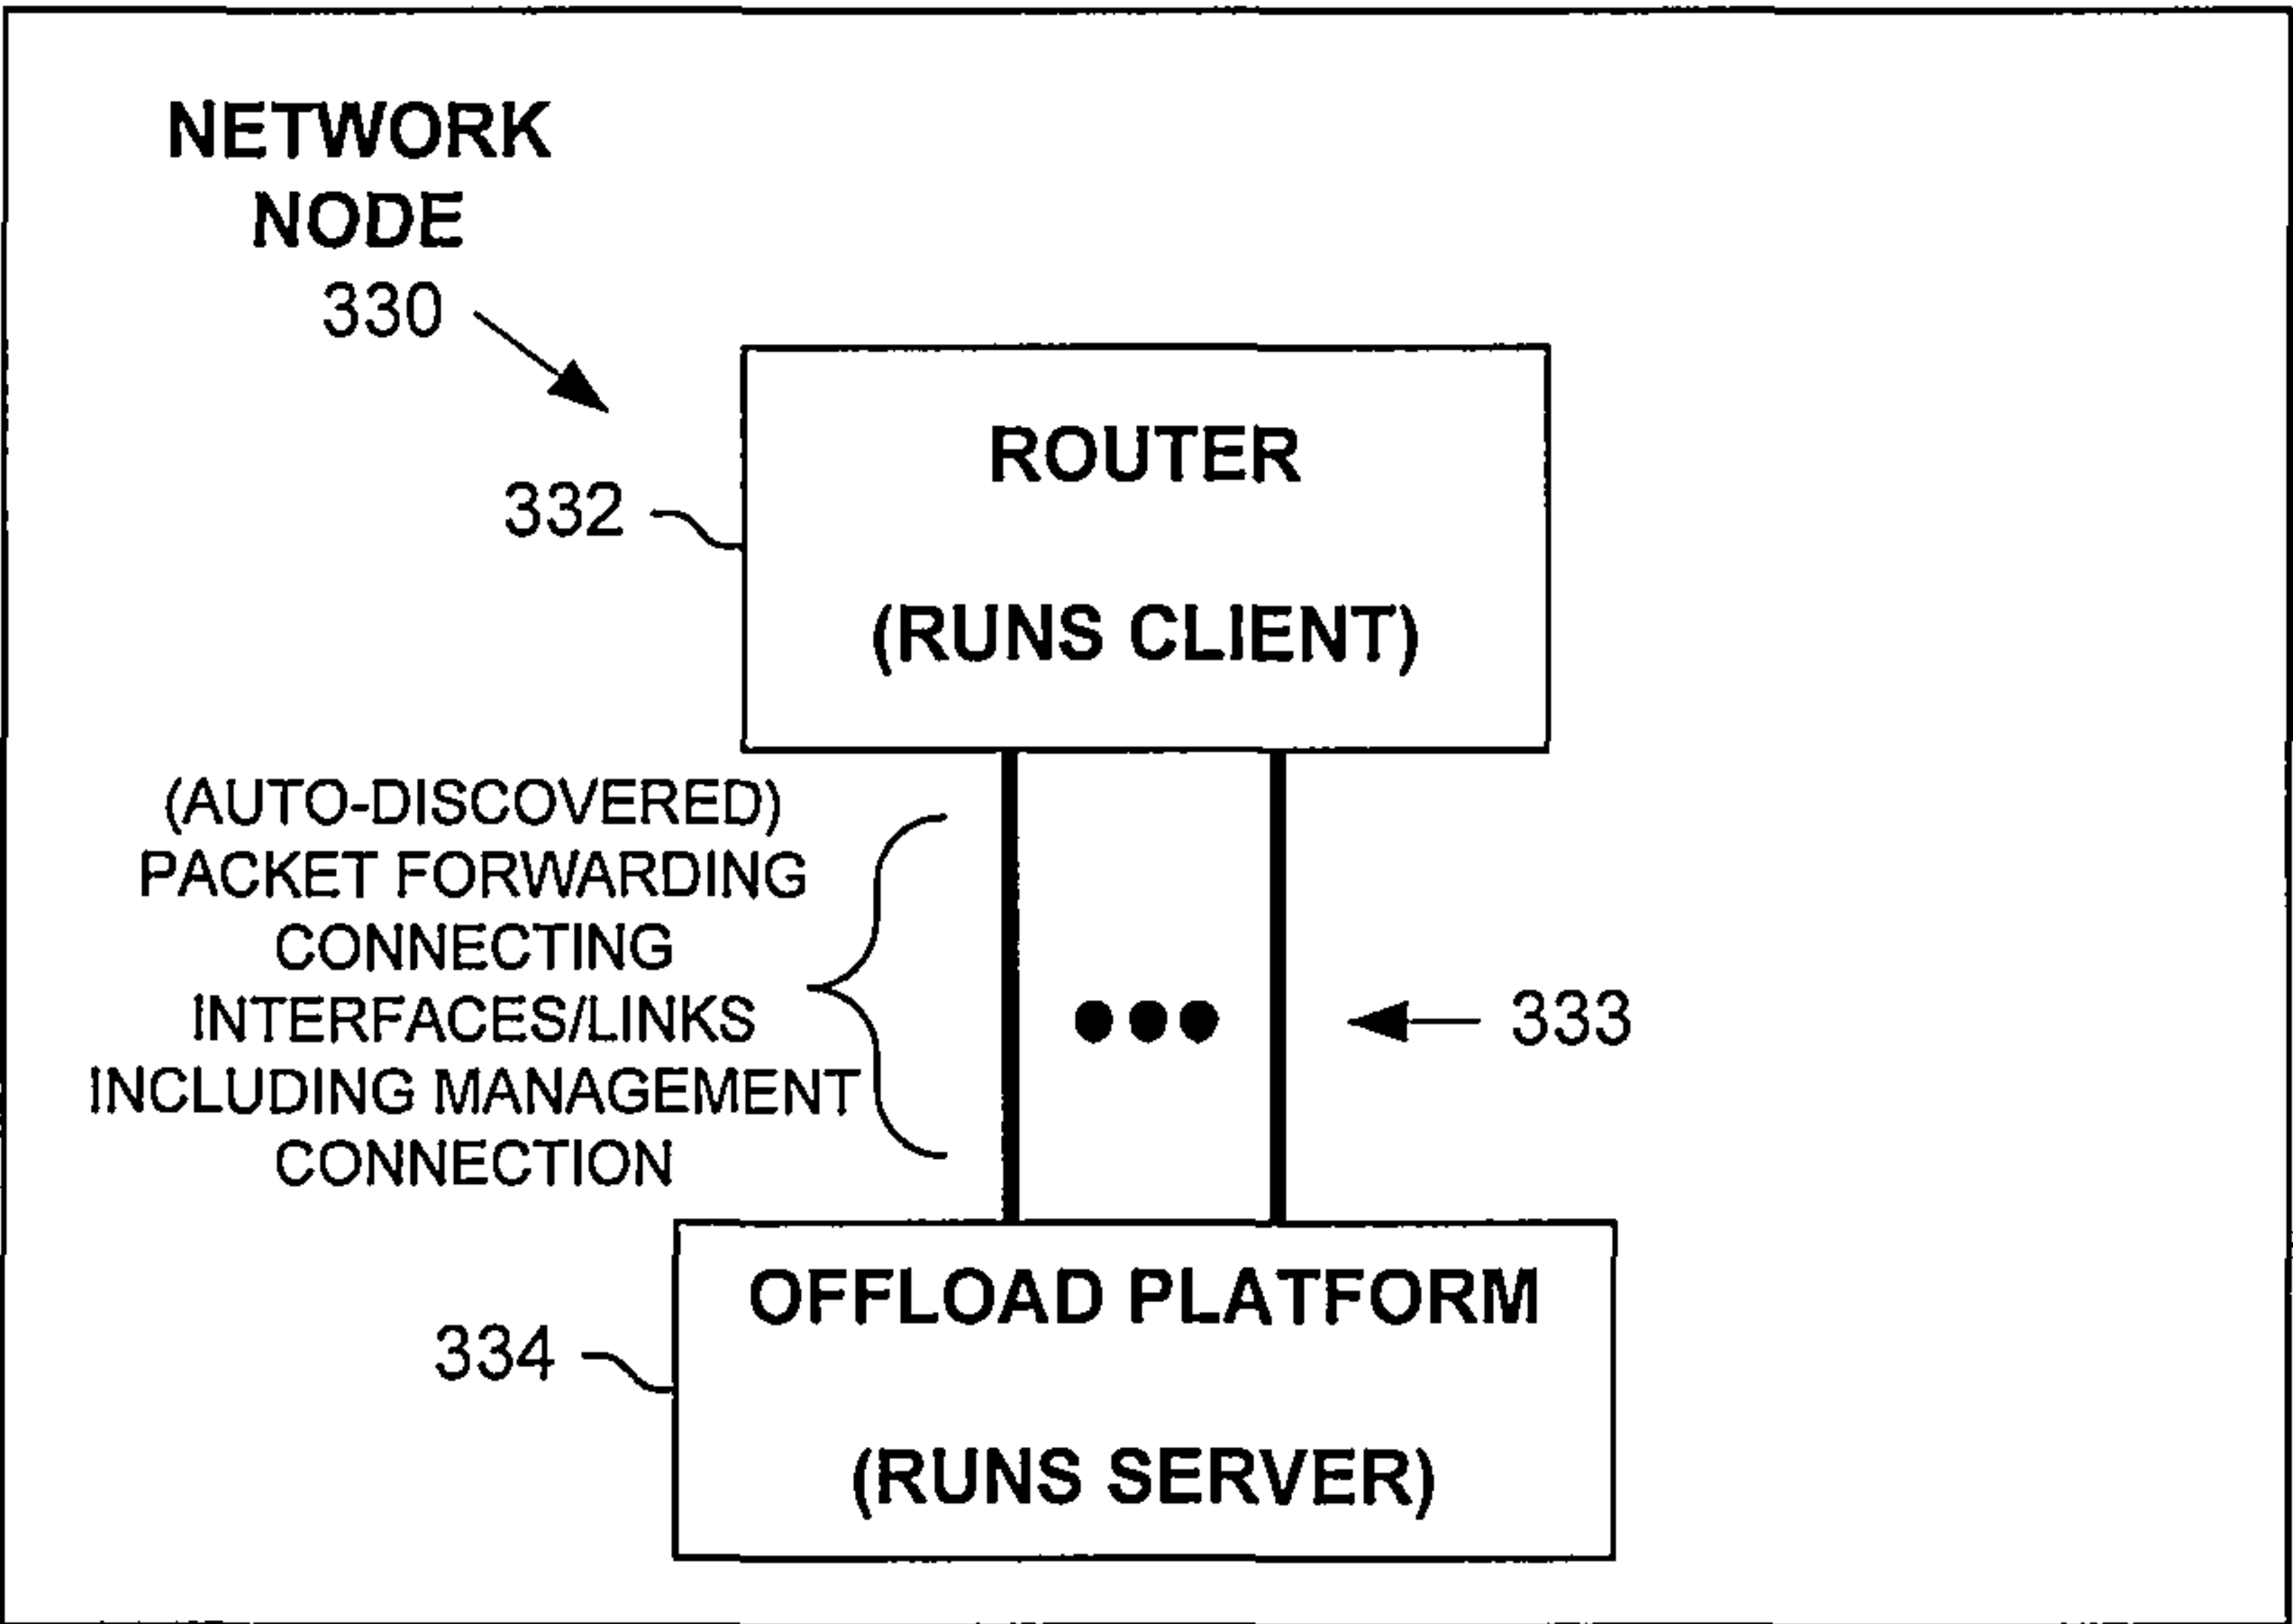 NETWORK
NODE
330
ROUTER
332
(RUNS CLIENT)
(AUTO-DISCOVERED)
PACKET FORWARDING
CONNECTING
INTERFACES/LINKS
INCLUDING MANAGEMENT
CONNECTION
333
OFFLOAD PLATFORM
334
(RUNS SERVER)